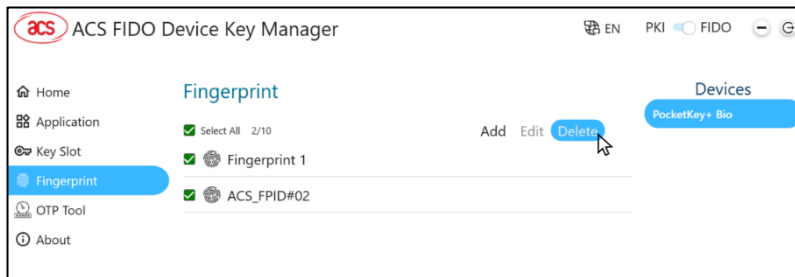 acs ACS FIDO Device Key Manager
EN PKI FIDO
Home
Application
Key Slot
Fingerprint
OTP Tool
About
Fingerprint
Select All 2/10
Add Edit Delete
Fingerprint 1
ACS_FPID#02
Devices
PocketKey+ Bio